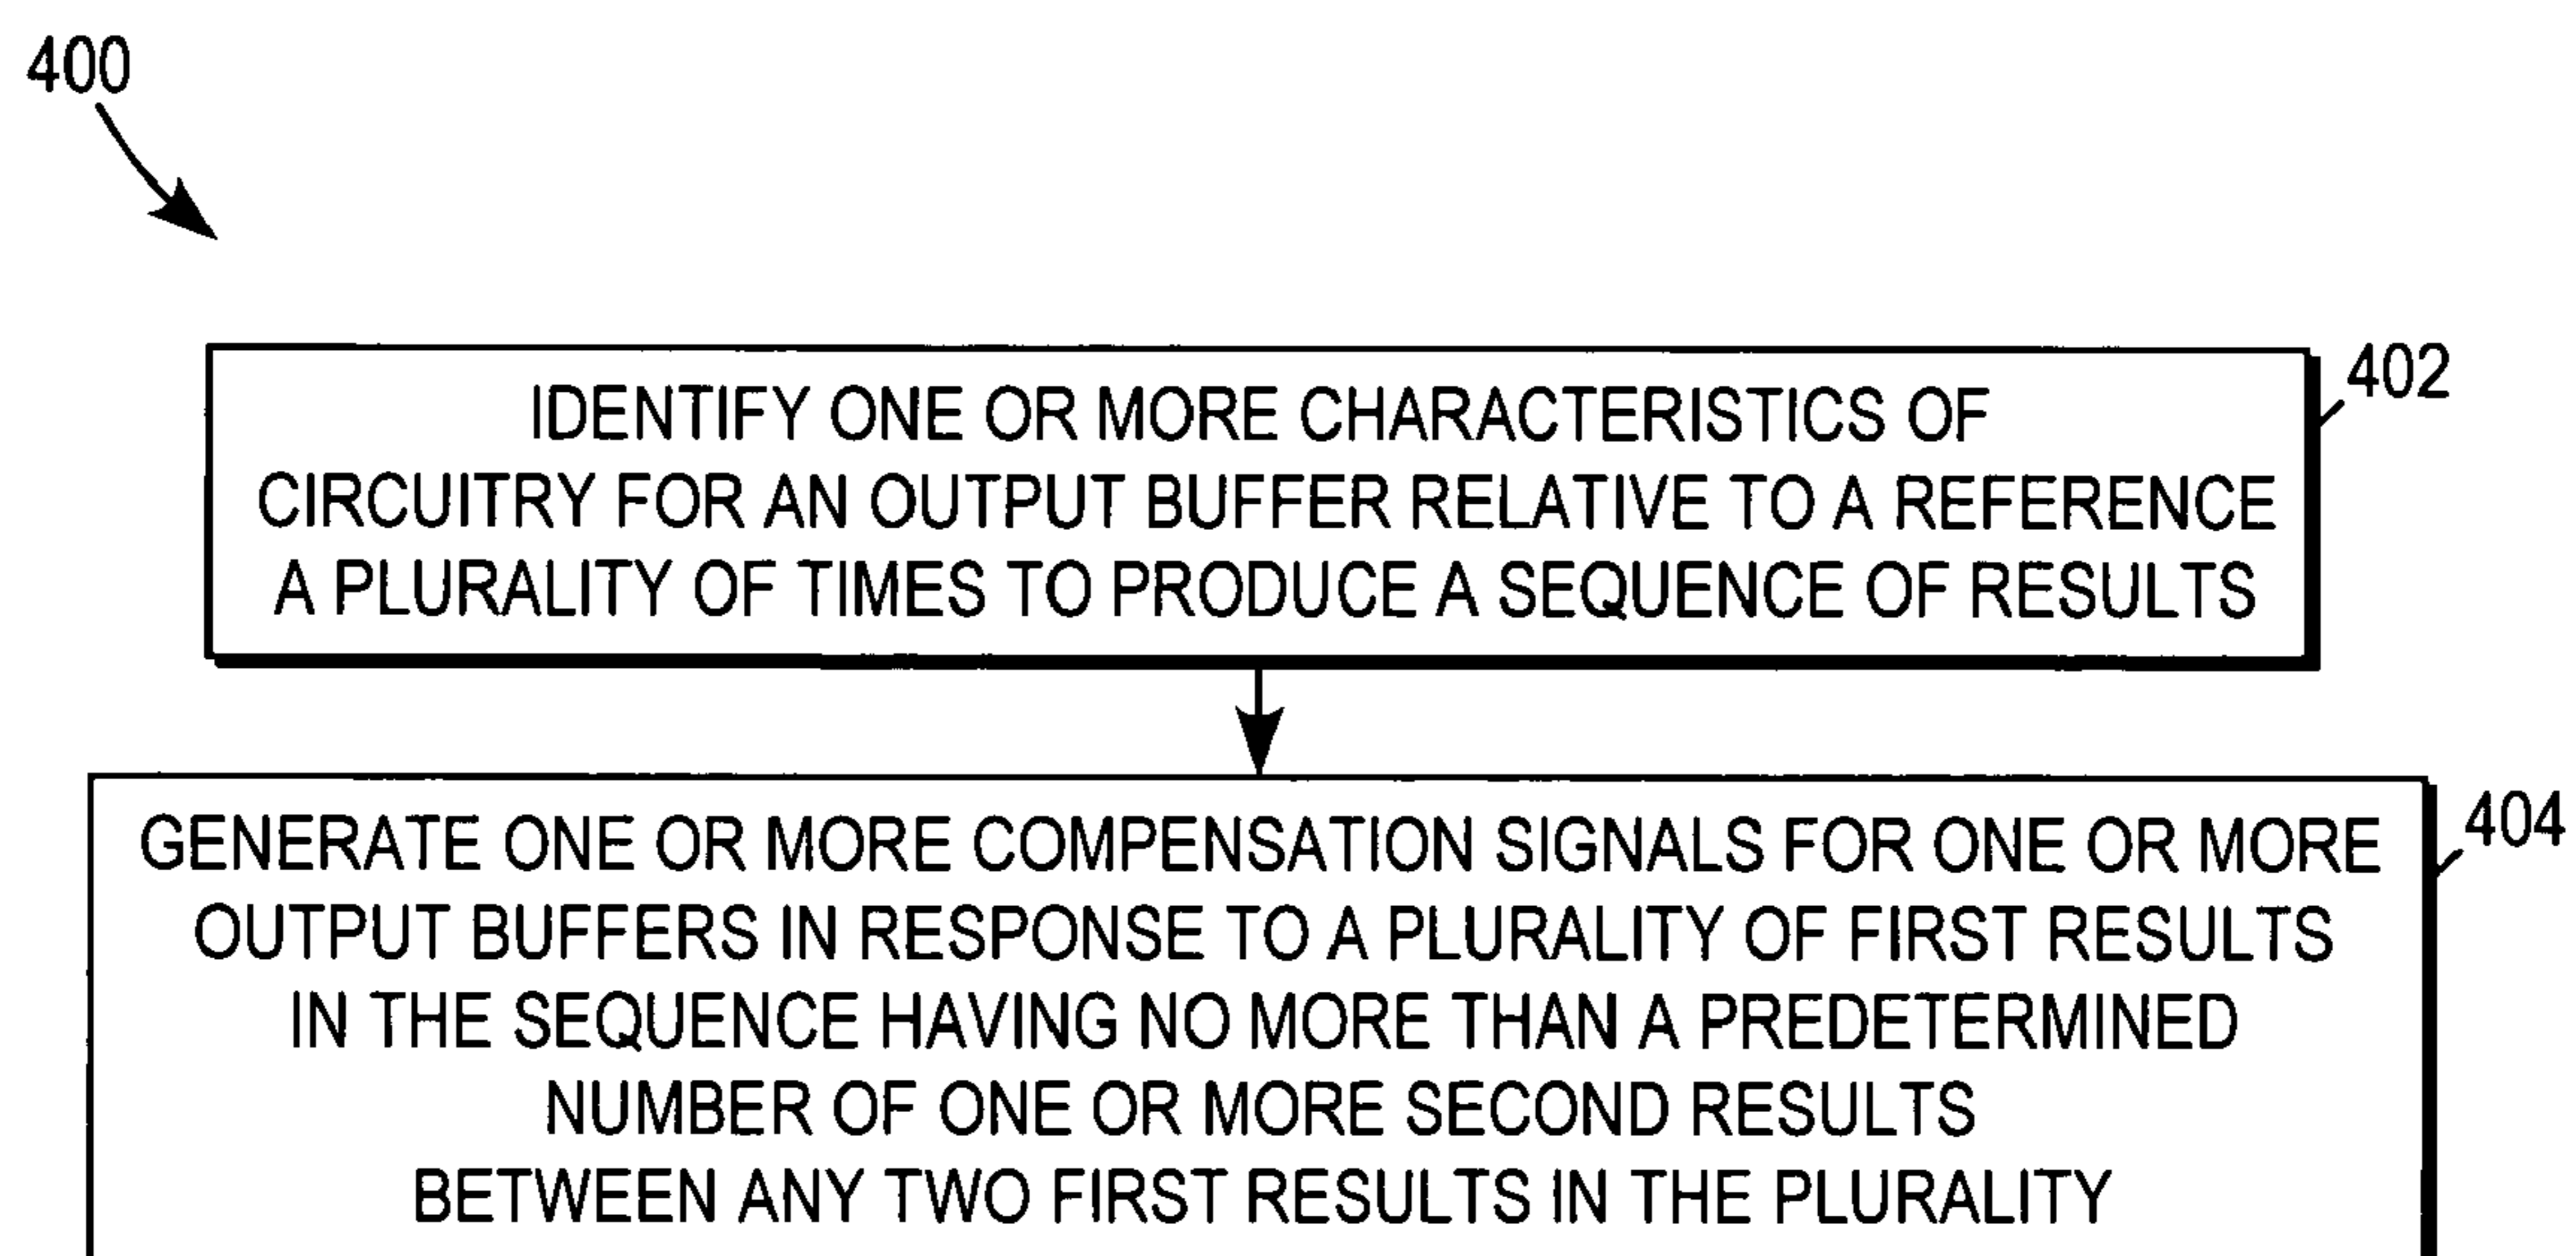 400
402
IDENTIFY ONE OR MORE CHARACTERISTICS OF
CIRCUITRY FOR AN OUTPUT BUFFER RELATIVE TO A REFERENCE
A PLURALITY OF TIMES TO PRODUCE A SEQUENCE OF RESULTS
404
GENERATE ONE OR MORE COMPENSATION SIGNALS FOR ONE OR MORE
OUTPUT BUFFERS IN RESPONSE TO A PLURALITY OF FIRST RESULTS
IN THE SEQUENCE HAVING NO MORE THAN A PREDETERMINED
NUMBER OF ONE OR MORE SECOND RESULTS
BETWEEN ANY TWO FIRST RESULTS IN THE PLURALITY